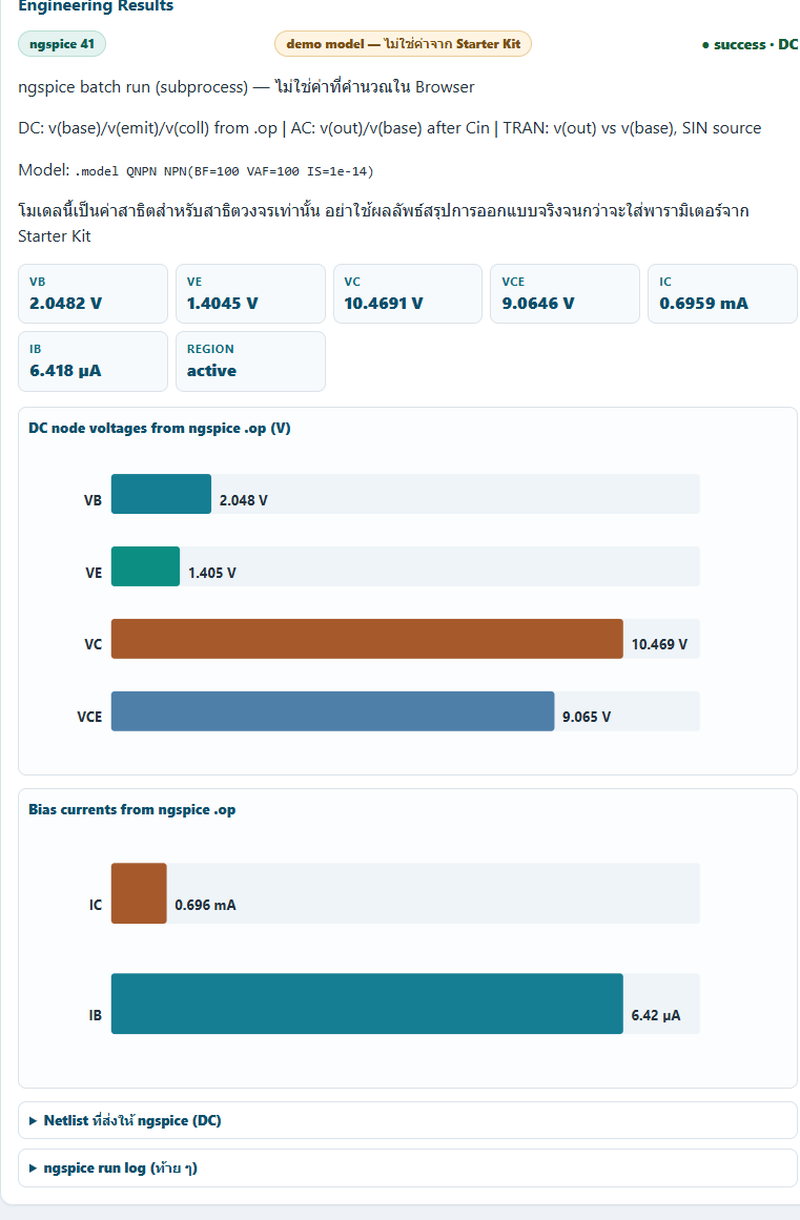 Engineering Results
ngspice 41
demo model — ไม่ใช่ค่าจาก Starter Kit
● success · DC
ngspice batch run (subprocess) — ไม่ใช่ค่าที่คำนวณใน Browser
DC: v(base)/v(emit)/v(coll) from .op | AC: v(out)/v(base) after Cin | TRAN: v(out) vs v(base), SIN source
Model: .model QNPN NPN(BF=100 VAF=100 IS=1e-14)
โมเดลนี้เป็นค่าสาธิตสำหรับสาธิตวงจรเท่านั้น อย่าใช้ผลลัพธ์สรุปการออกแบบจริงจนกว่าจะใส่พารามิเตอร์จาก
Starter Kit
VB
2.0482 V
VE
1.4045 V
VC
10.4691 V
VCE
9.0646 V
IC
0.6959 mA
IB
6.418 µA
REGION
active
DC node voltages from ngspice .op (V)
VB 2.048 V
VE 1.405 V
VC 10.469 V
VCE 9.065 V
Bias currents from ngspice .op
IC 0.696 mA
IB 6.42 µA
▶ Netlist ที่ส่งให้ ngspice (DC)
▶ ngspice run log (ท้าย ๆ)